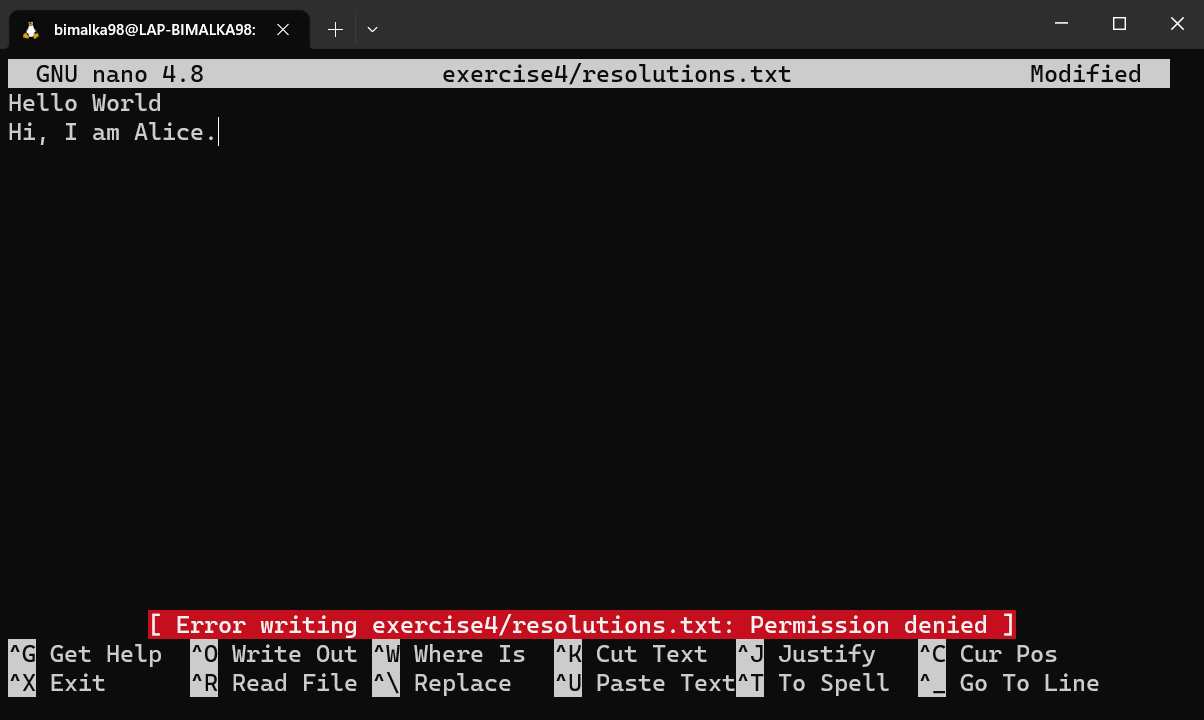 bimalka98@LAP-BIMALKA98:
GNU nano 4.8 exercise4/resolutions.txt Modified
Hello World
Hi, I am Alice.
[ Error writing exercise4/resolutions.txt: Permission denied ]
^G Get Help ^O Write Out ^W Where Is ^K Cut Text ^J Justify ^C Cur Pos
^X Exit ^R Read File ^\ Replace ^U Paste Text ^T To Spell ^_ Go To Line